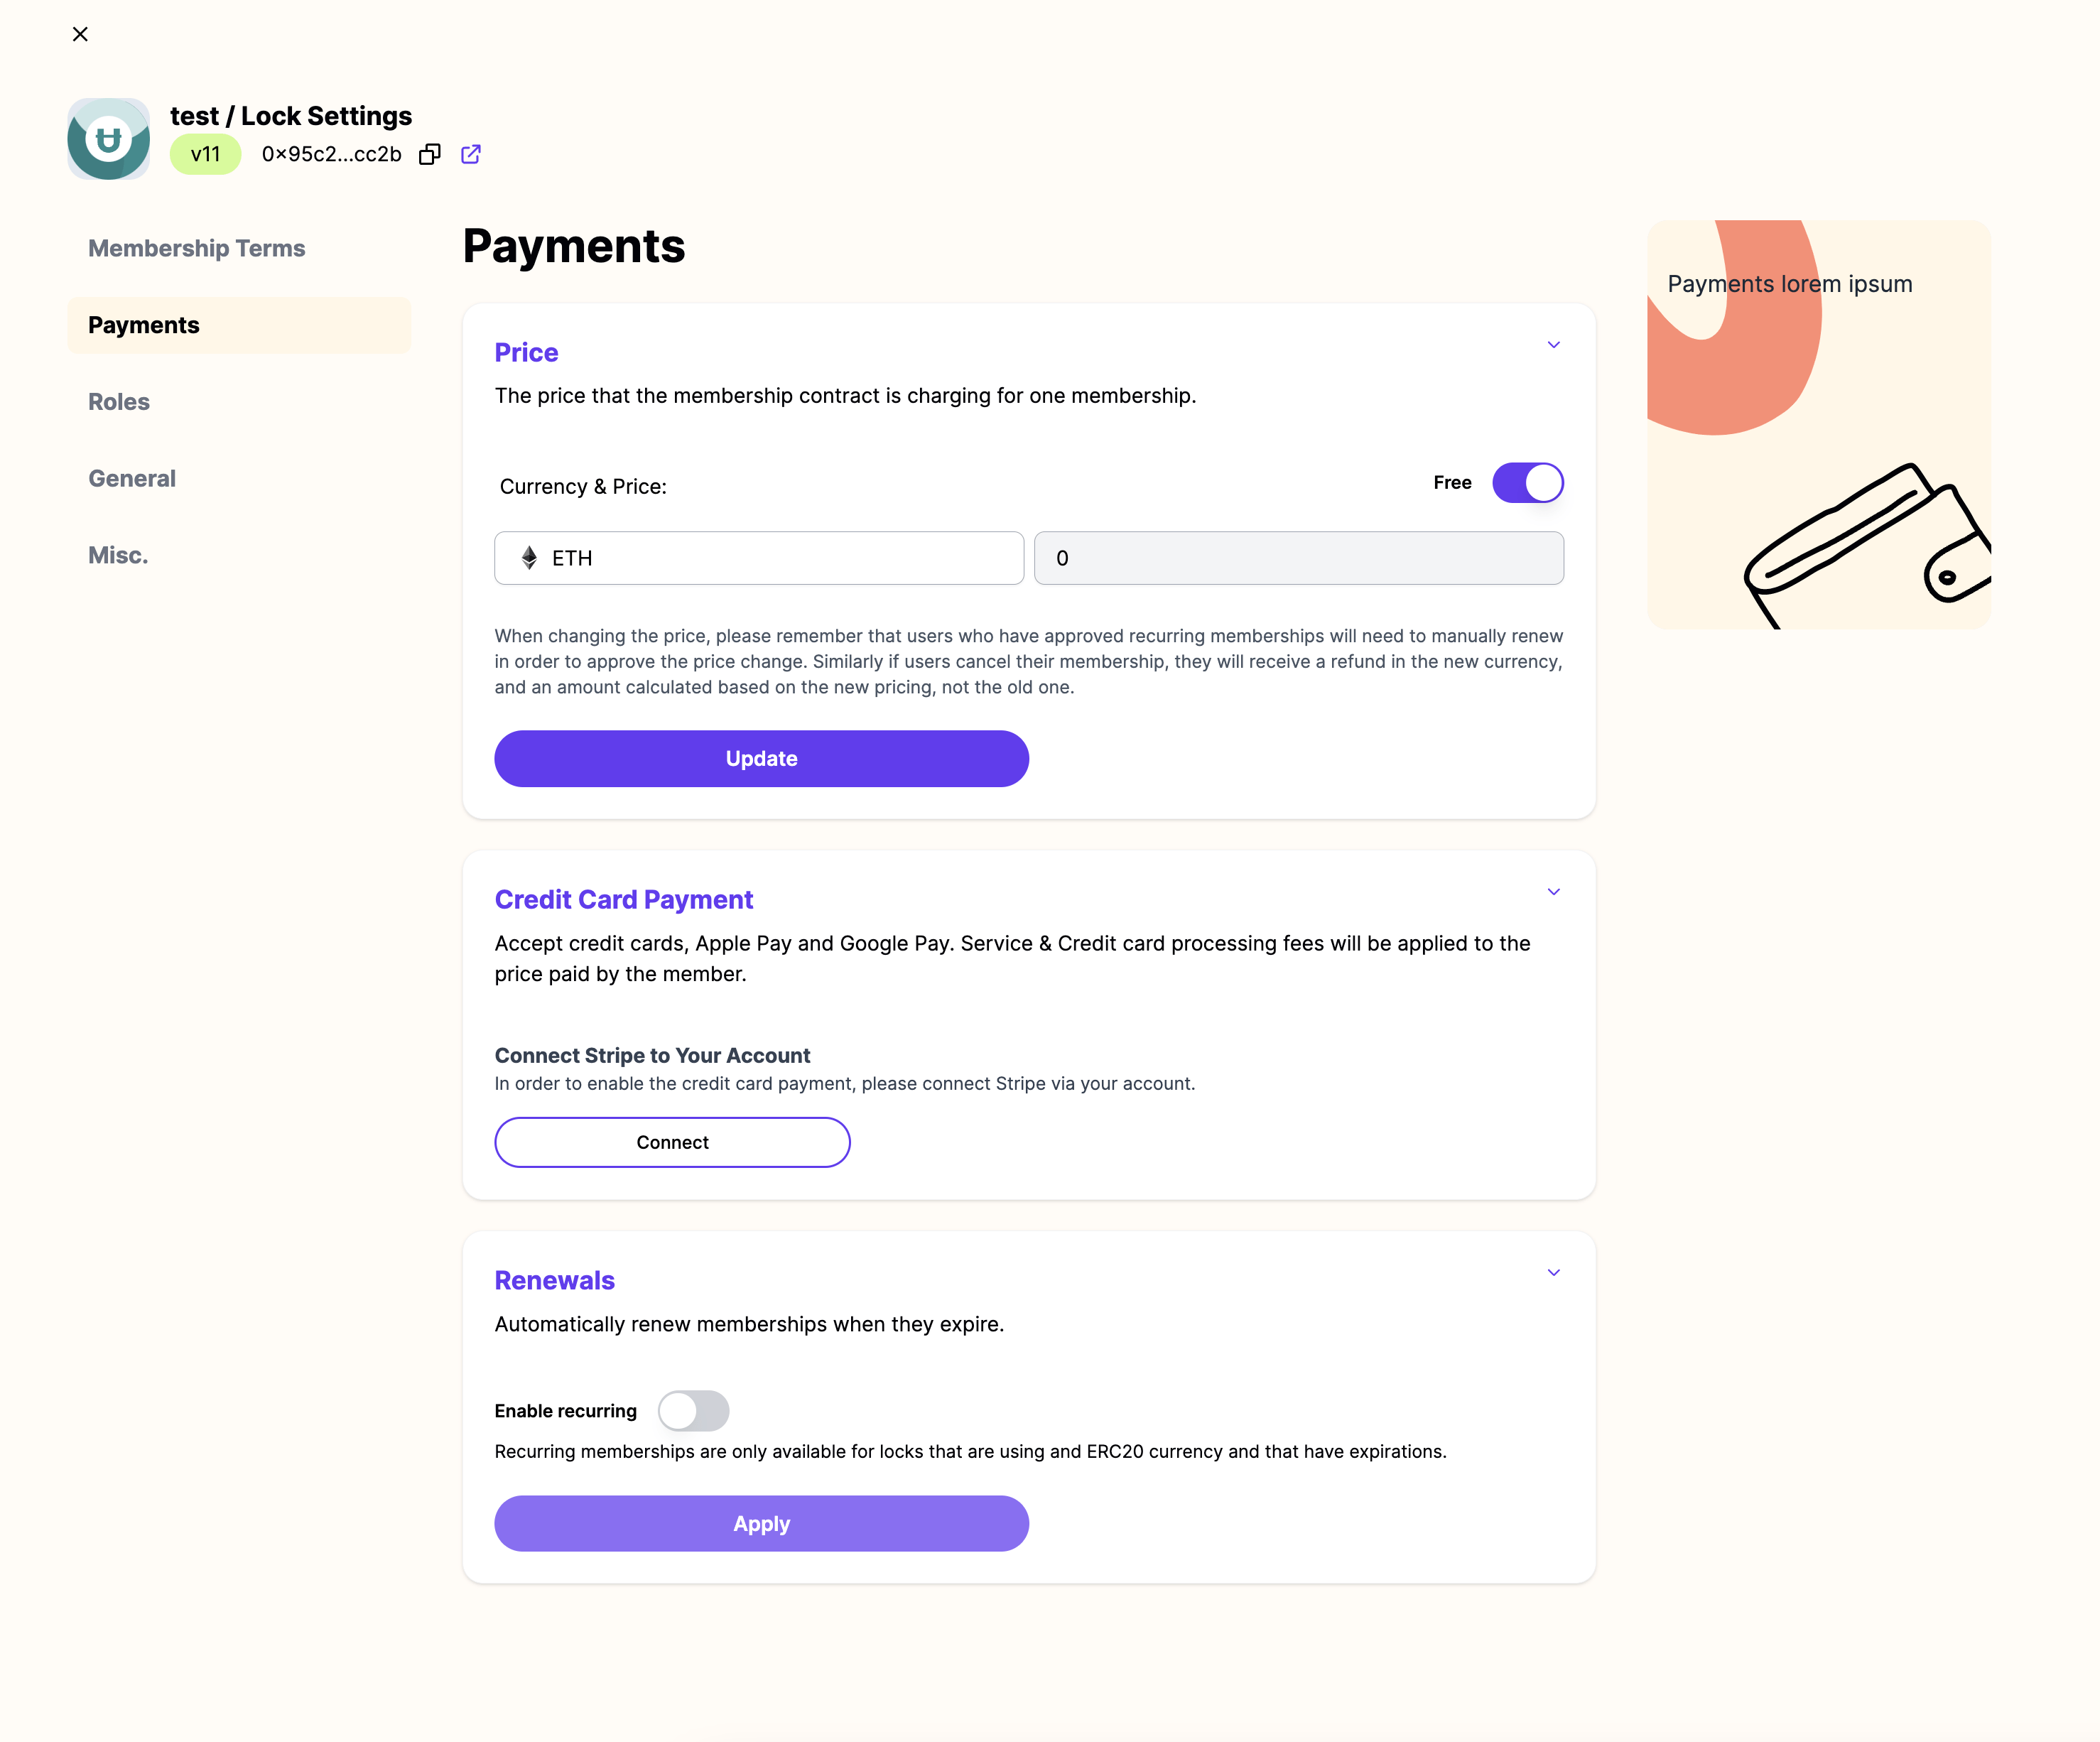 test / Lock Settings
v11 0×95c2...cc2b
Membership Terms
Payments
Roles
General
Misc.
Payments
Price
The price that the membership contract is charging for one membership.
Currency & Price:
Free
ETH
0
When changing the price, please remember that users who have approved recurring memberships will need to manually renew
in order to approve the price change. Similarly if users cancel their membership, they will receive a refund in the new currency,
and an amount calculated based on the new pricing, not the old one.
Update
Credit Card Payment
Accept credit cards, Apple Pay and Google Pay. Service & Credit card processing fees will be applied to the
price paid by the member.
Connect Stripe to Your Account
In order to enable the credit card payment, please connect Stripe via your account.
Connect
Renewals
Automatically renew memberships when they expire.
Enable recurring
Recurring memberships are only available for locks that are using and ERC20 currency and that have expirations.
Apply
Payments lorem ipsum